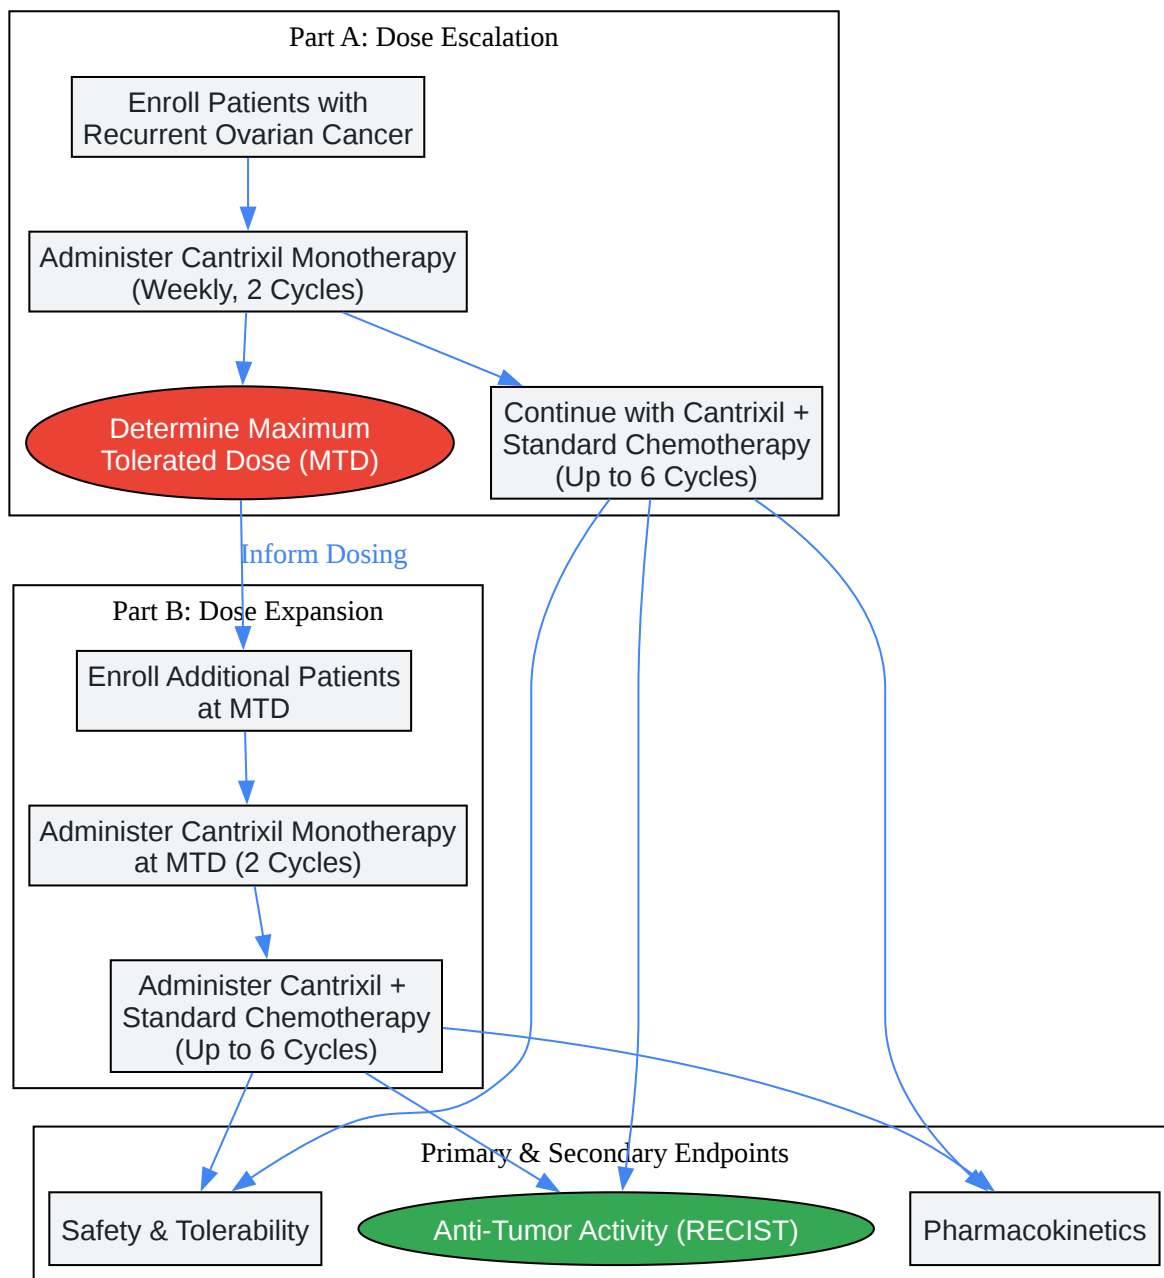 Part A: Dose Escalation
Enroll Patients with
Recurrent Ovarian Cancer
Administer Cantrixil Monotherapy
(Weekly, 2 Cycles)
Determine Maximum
Tolerated Dose (MTD)
Continue with Cantrixil +
Standard Chemotherapy
(Up to 6 Cycles)
Inform Dosing
Part B: Dose Expansion
Enroll Additional Patients
at MTD
Administer Cantrixil Monotherapy
at MTD (2 Cycles)
Administer Cantrixil +
Standard Chemotherapy
(Up to 6 Cycles)
Primary & Secondary Endpoints
Safety & Tolerability
Anti-Tumor Activity (RECIST)
Pharmacokinetics